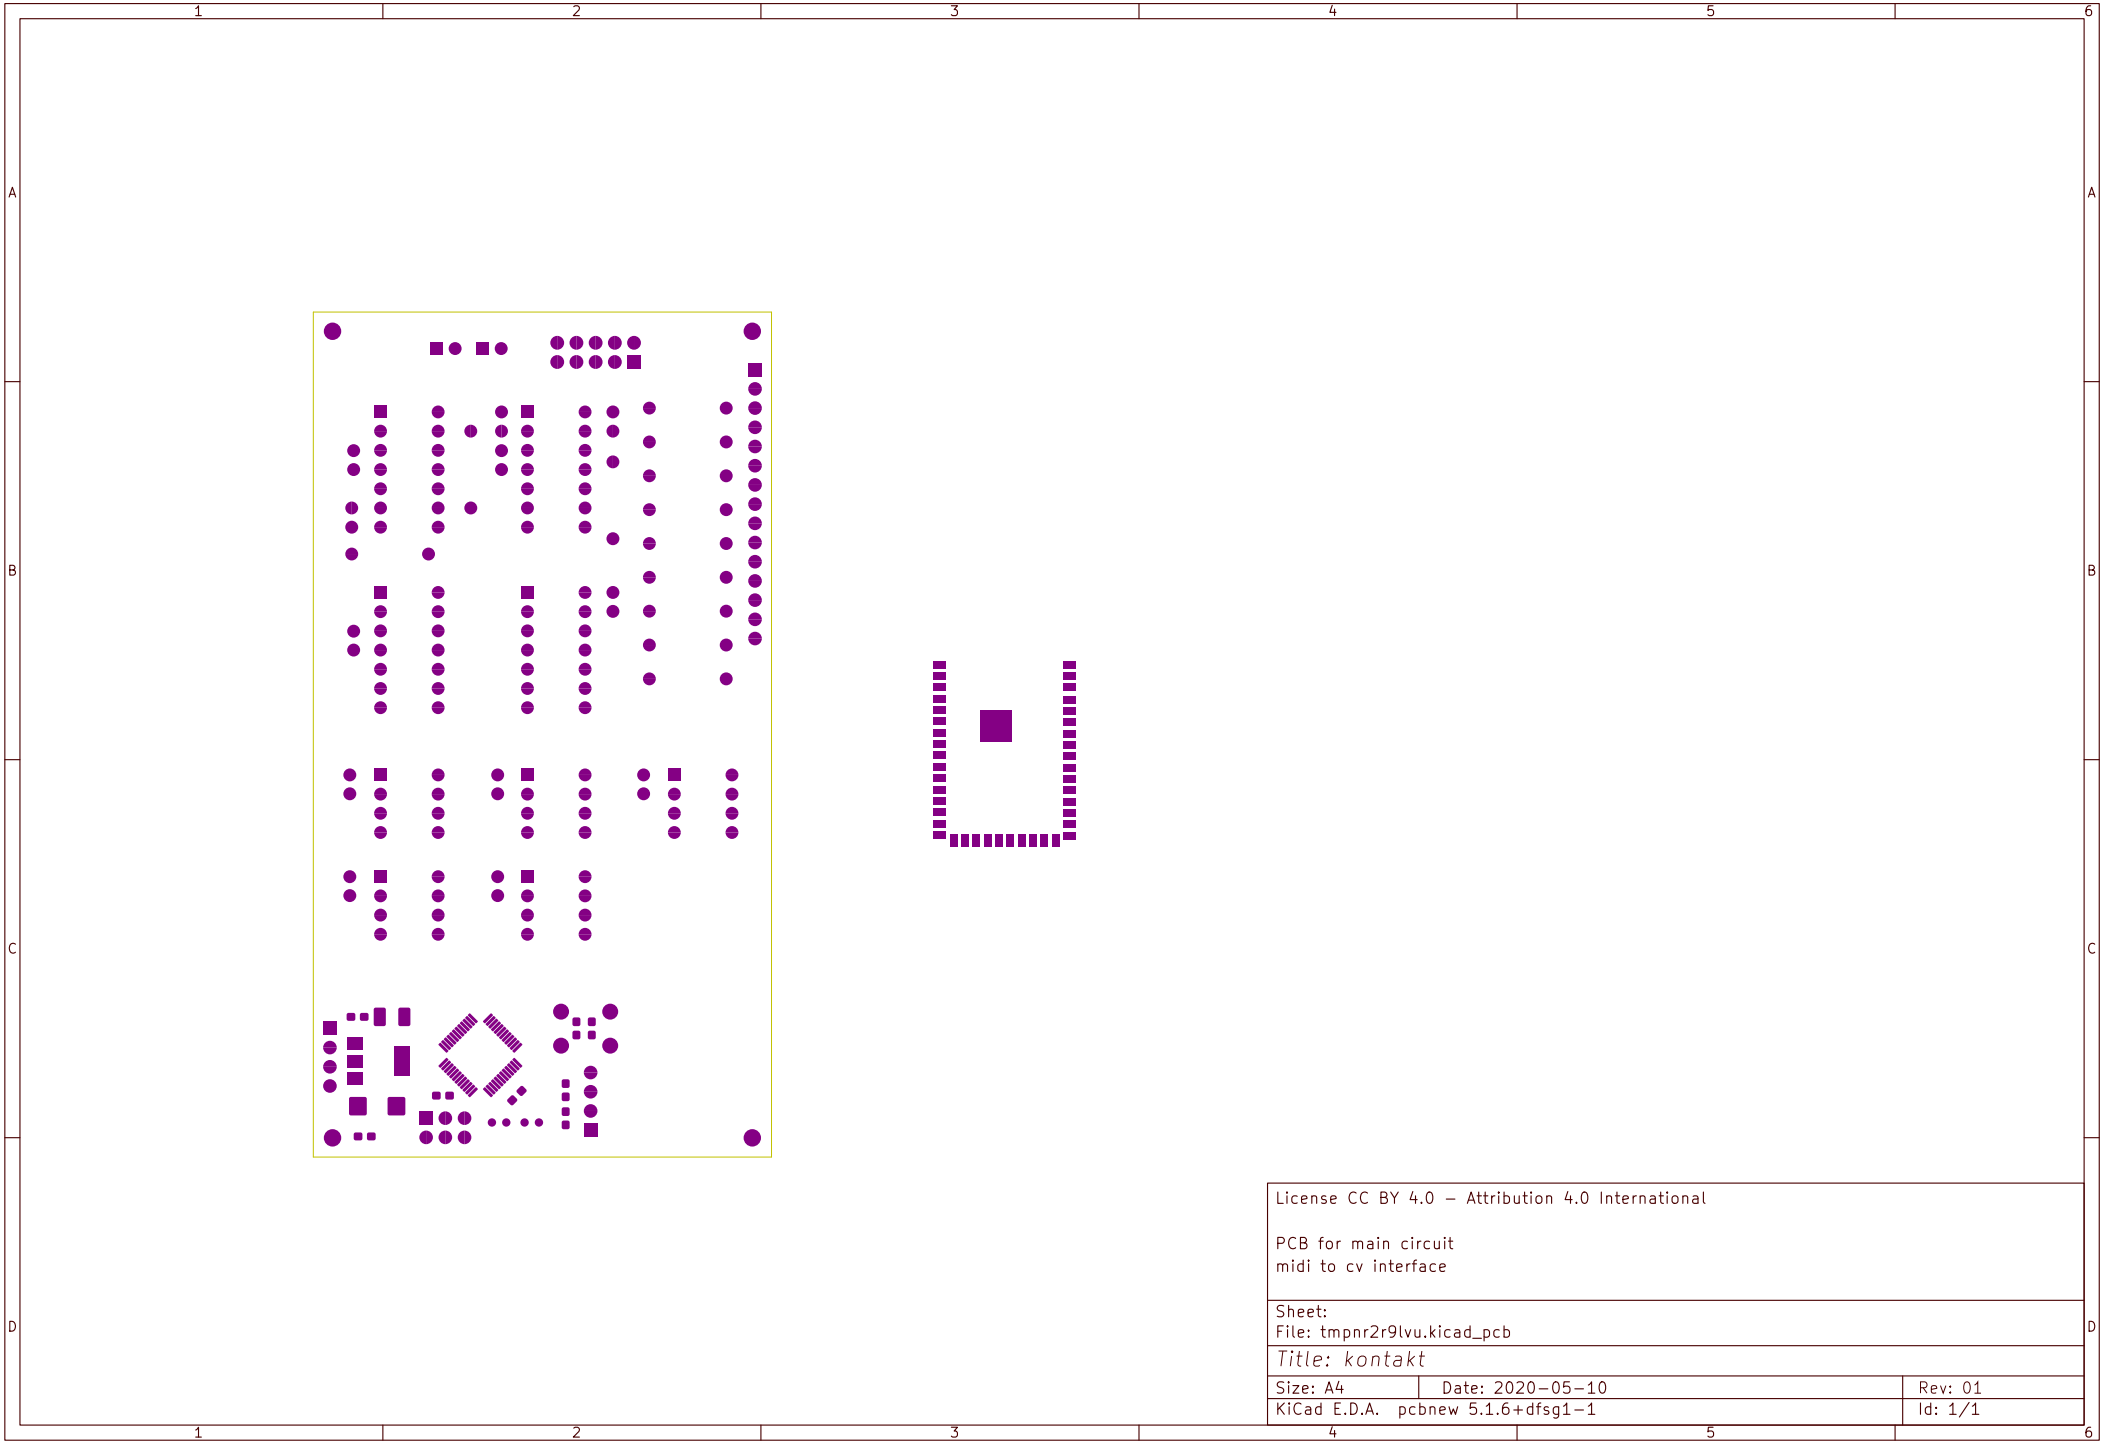 1 2 3 4 5 6
A A
B B
C C
License CC BY 4.0 – Attribution 4.0 International
PCB for main circuit
midi to cv interface
Sheet:
File: tmpnr2r9lvu.kicad_pcb
D D
Title: kontakt
Size: A4 Date: 2020-05-10 Rev: 01
KiCad E.D.A. pcbnew 5.1.6+dfsg1-1 Id: 1/1
1 2 3 4 5 6